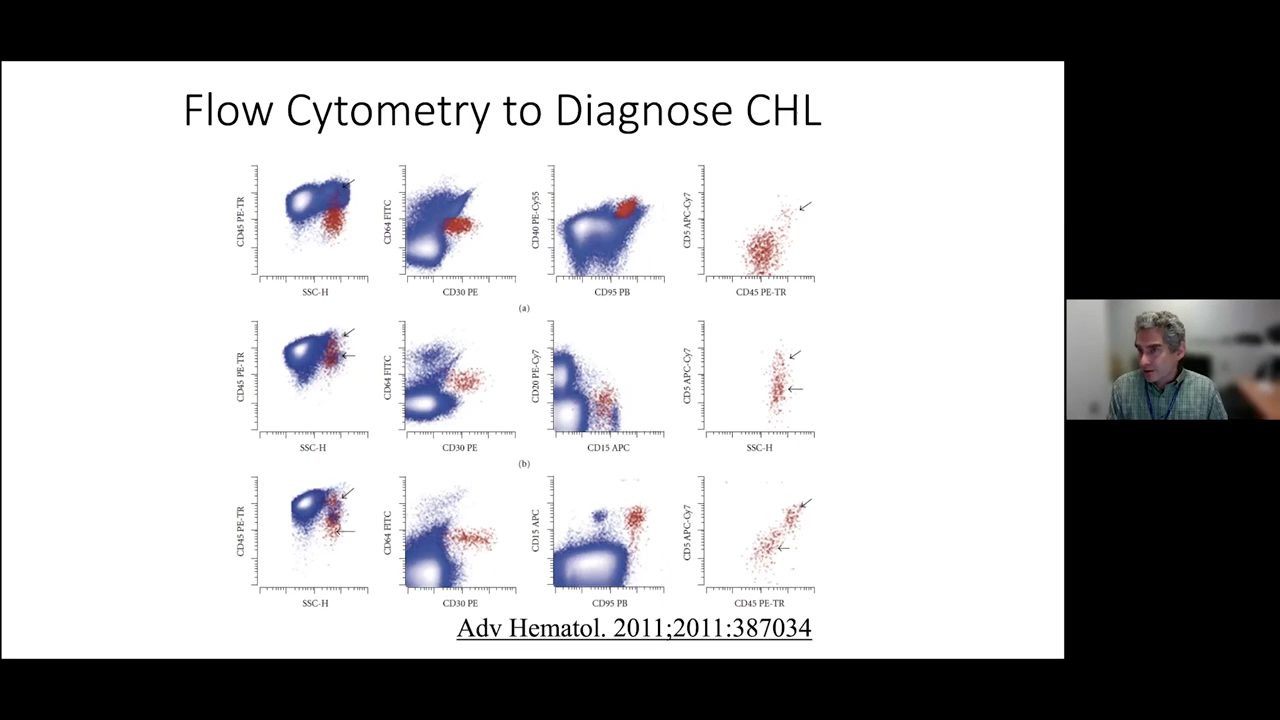 Flow Cytometry to Diagnose CHL
CD45 PE-TR
SSC-H
CD64 FITC
CD30 PE
CD40 PE-Cy55
CD95 PB
CD5 APC-Cy7
CD45 PE-TR
(a)
CD45 PE-TR
SSC-H
CD64 FITC
CD30 PE
CD20 PE-Cy7
CD15 APC
CD5 APC-Cy7
SSC-H
(b)
CD45 PE-TR
SSC-H
CD64 FITC
CD30 PE
CD15 APC
CD95 PB
CD5 APC-Cy7
CD45 PE-TR
Adv Hematol. 2011;2011:387034